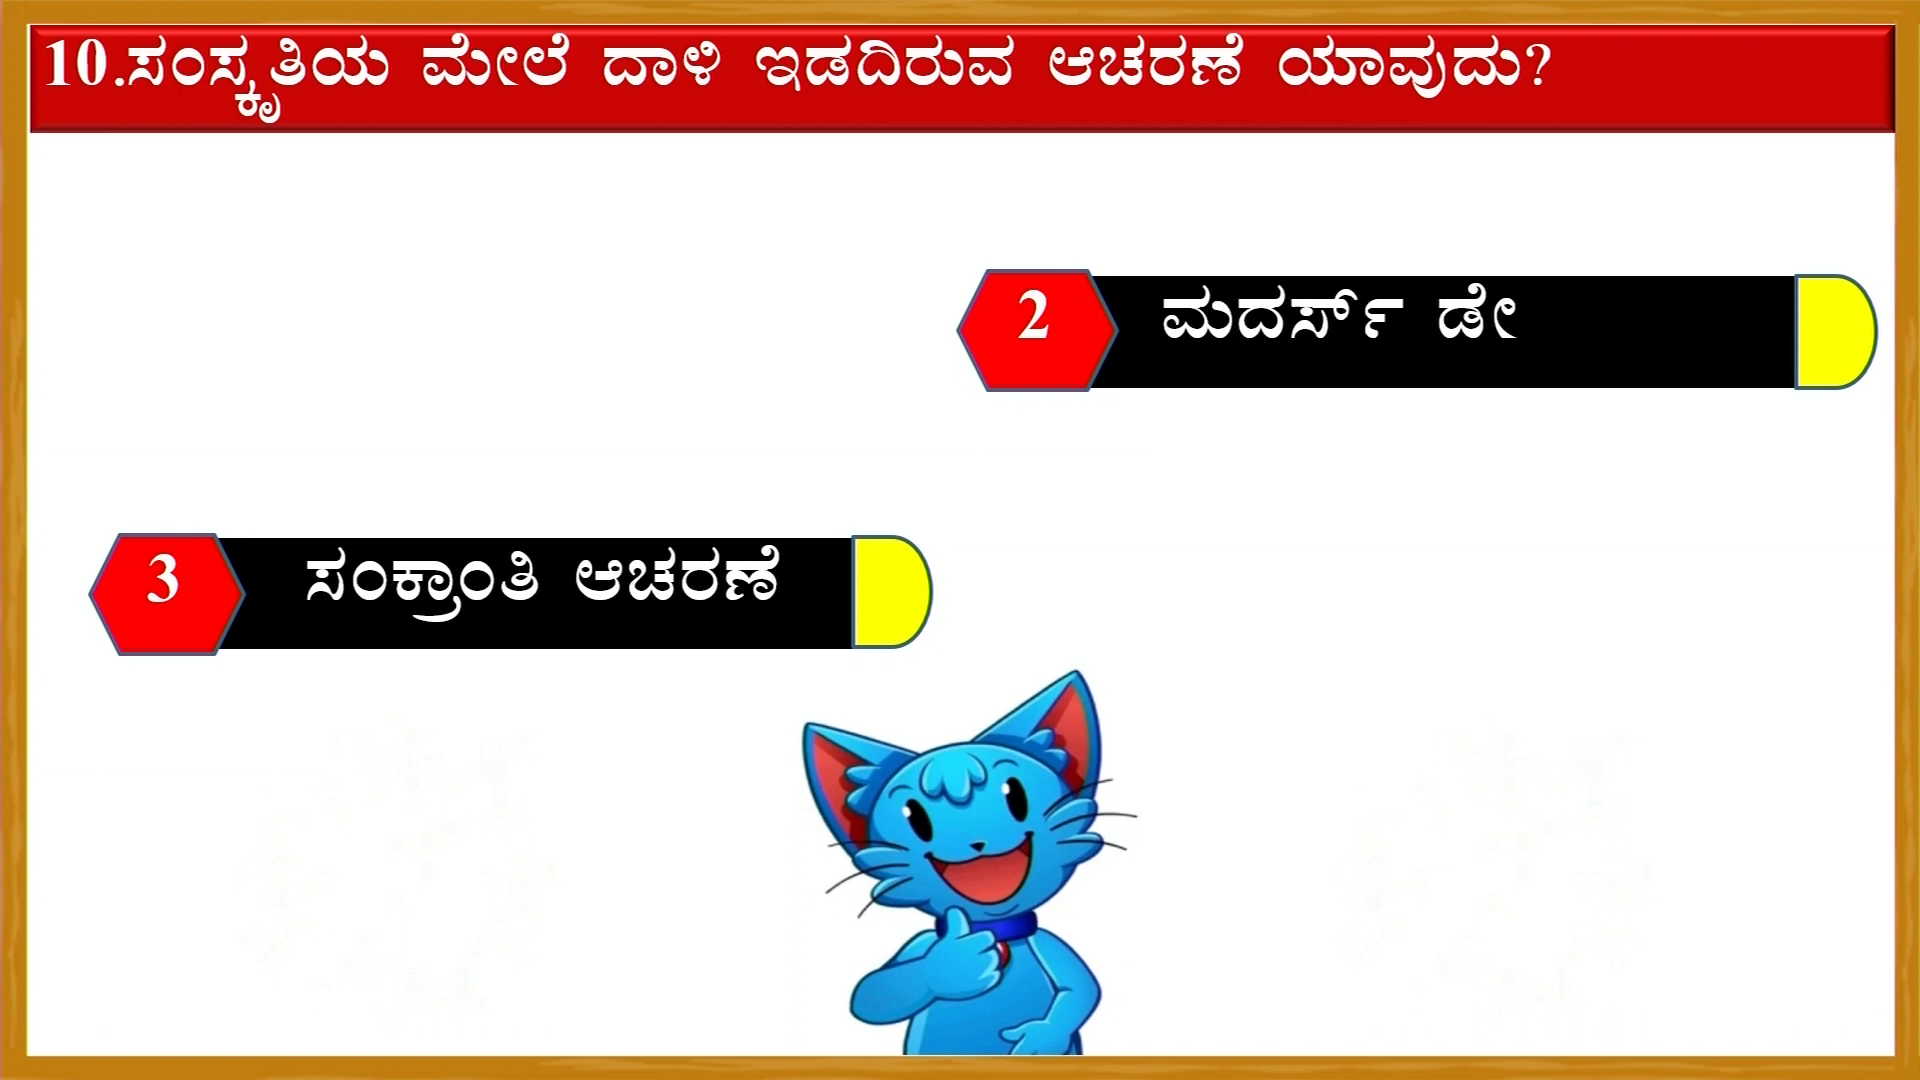 10.ಸಂಸ್ಕೃತಿಯ ಮೇಲೆ ದಾಳಿ ಇಡದಿರುವ ಆಚರಣೆ ಯಾವುದು?
2 ಮದರ್ಸ್ ಡೇ
3 ಸಂಕ್ರಾಂತಿ ಆಚರಣೆ